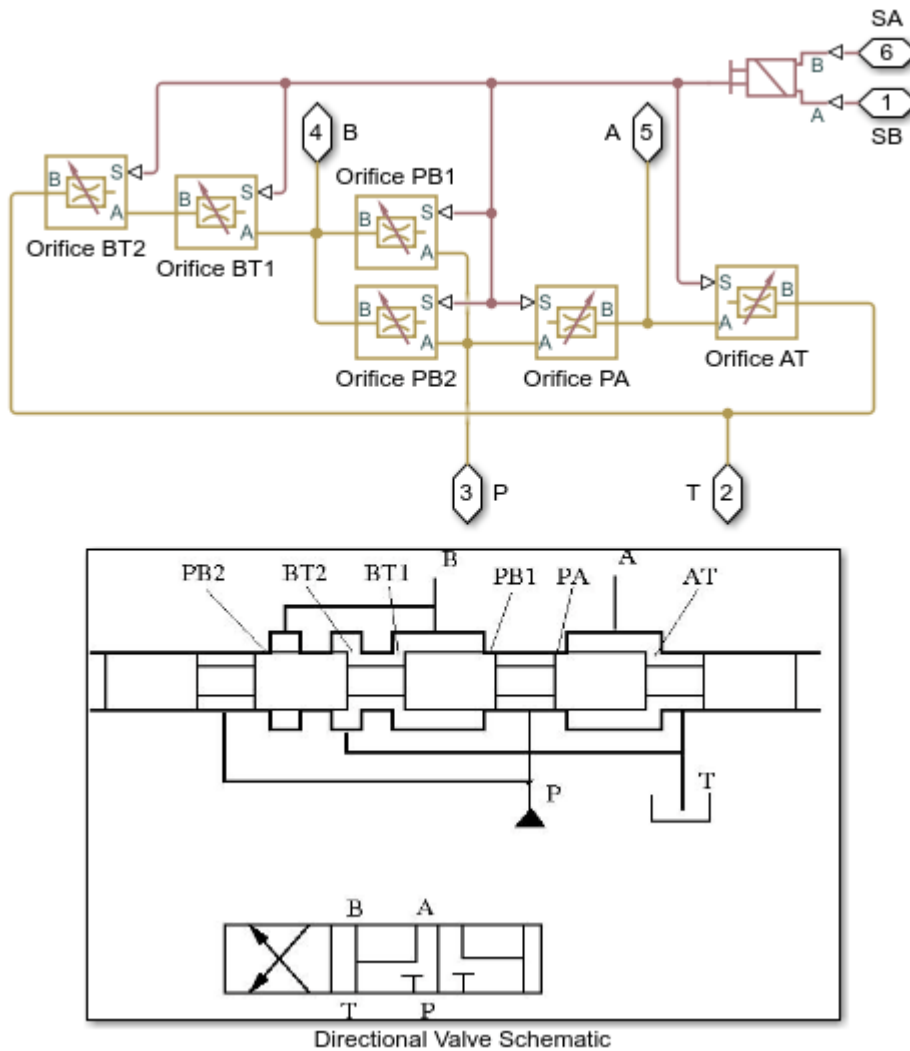 SA
6
B
1
A
SB
4 B
A 5
B S
A
Orifice BT2
B S
A
Orifice BT1
Orifice PB1
B S
A
B S
A
Orifice PB2
S
B
A
Orifice PA
S
B
A
Orifice AT
3 P
T 2
PB2 BT2 BT1 B PB1 PA A AT
P
T
B A
T P
Directional Valve Schematic